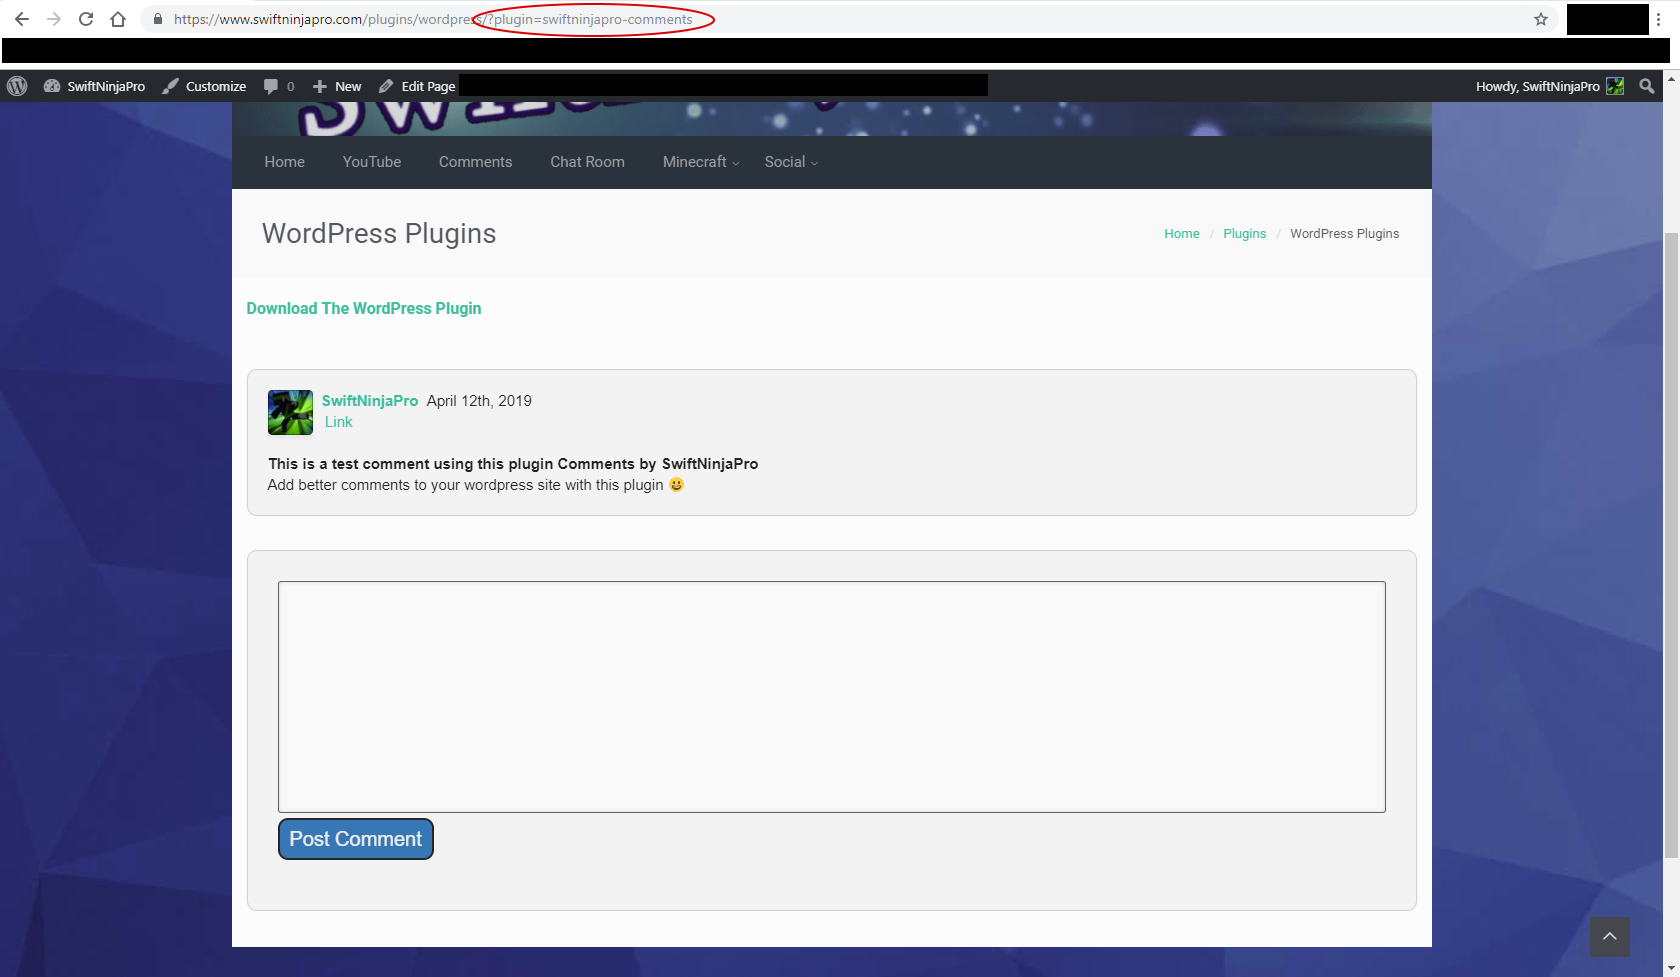 https://www.swiftninjapro.com/plugins/wordpress/?plugin=swiftninjapro-comments
SwiftNinjaPro Customize 0 New Edit Page Howdy, SwiftNinjaPro
Home YouTube Comments Chat Room Minecraft Social
WordPress Plugins
Home / Plugins / WordPress Plugins
Download The WordPress Plugin
SwiftNinjaPro April 12th, 2019
Link
This is a test comment using this plugin Comments by SwiftNinjaPro
Add better comments to your wordpress site with this plugin 😀
Post Comment